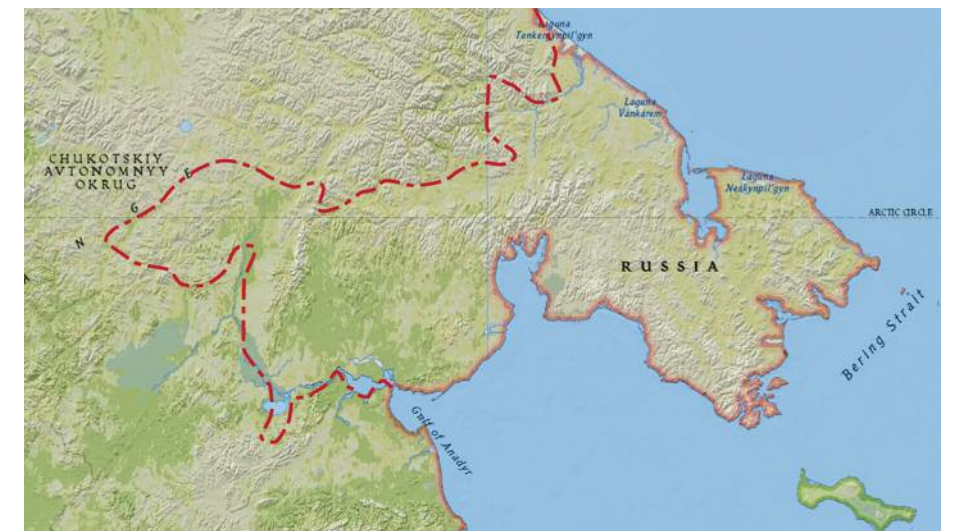 Laguna
Tenkergynpil'gyn
Laguna
Vankarem
CHUKOTSKIY
AVTONOMNYY
OKRUG
N G E
Laguna
Neskynpil'gyn
ARCTIC CIRCLE
RUSSIA
Bering Strait
Gulf of Anadyr